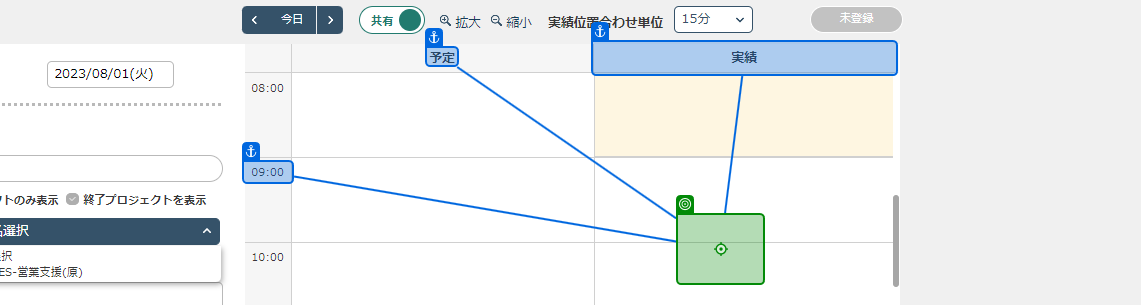 今日
共有
拡大
縮小
実績位置合わせ単位
15分
未登録
予定
実績
2023/08/01(火)
08:00
09:00
トのみ表示
終了プロジェクトを表示
選択
択
10:00
ES-営業支援(原)